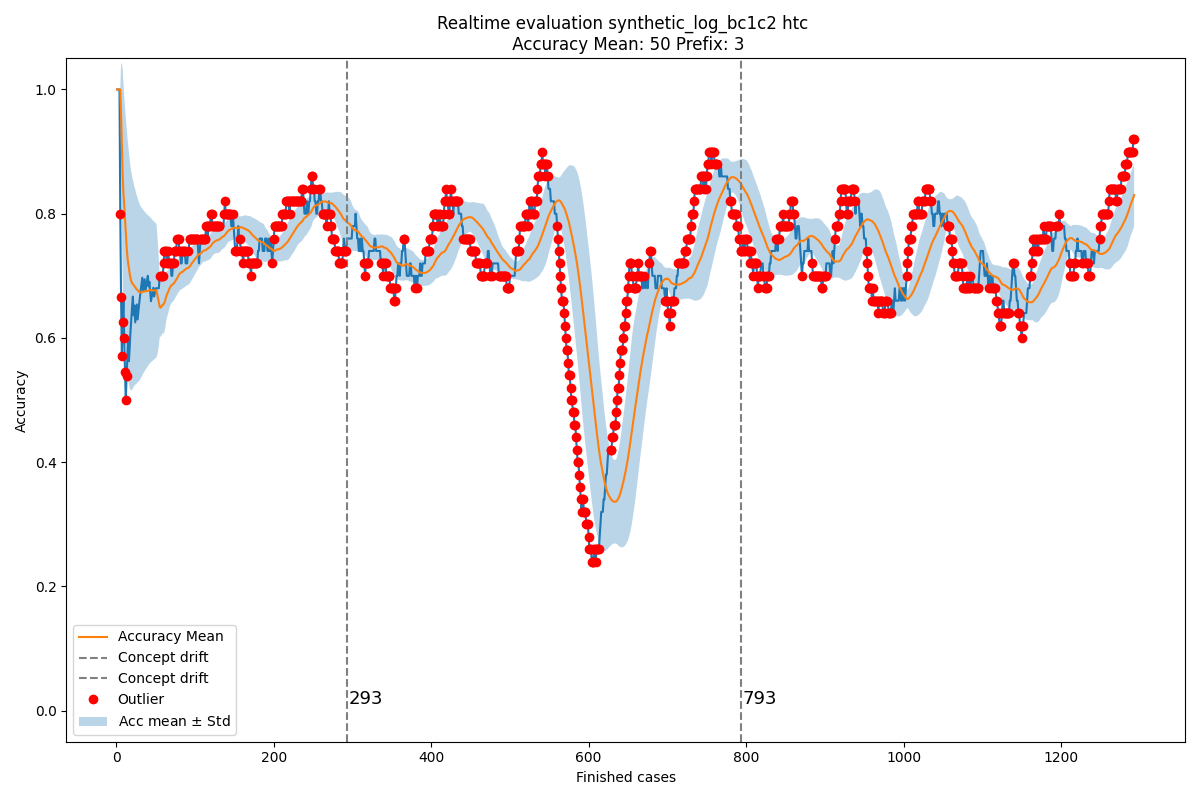 Realtime evaluation synthetic_log_bc1c2 htc
Accuracy Mean: 50 Prefix: 3
1.0
0.8
0.6
0.4
0.2
0.0
Accuracy
Accuracy Mean
Concept drift
Concept drift
Outlier
Acc mean ± Std
293
793
0
200
400
600
800
1000
1200
Finished cases